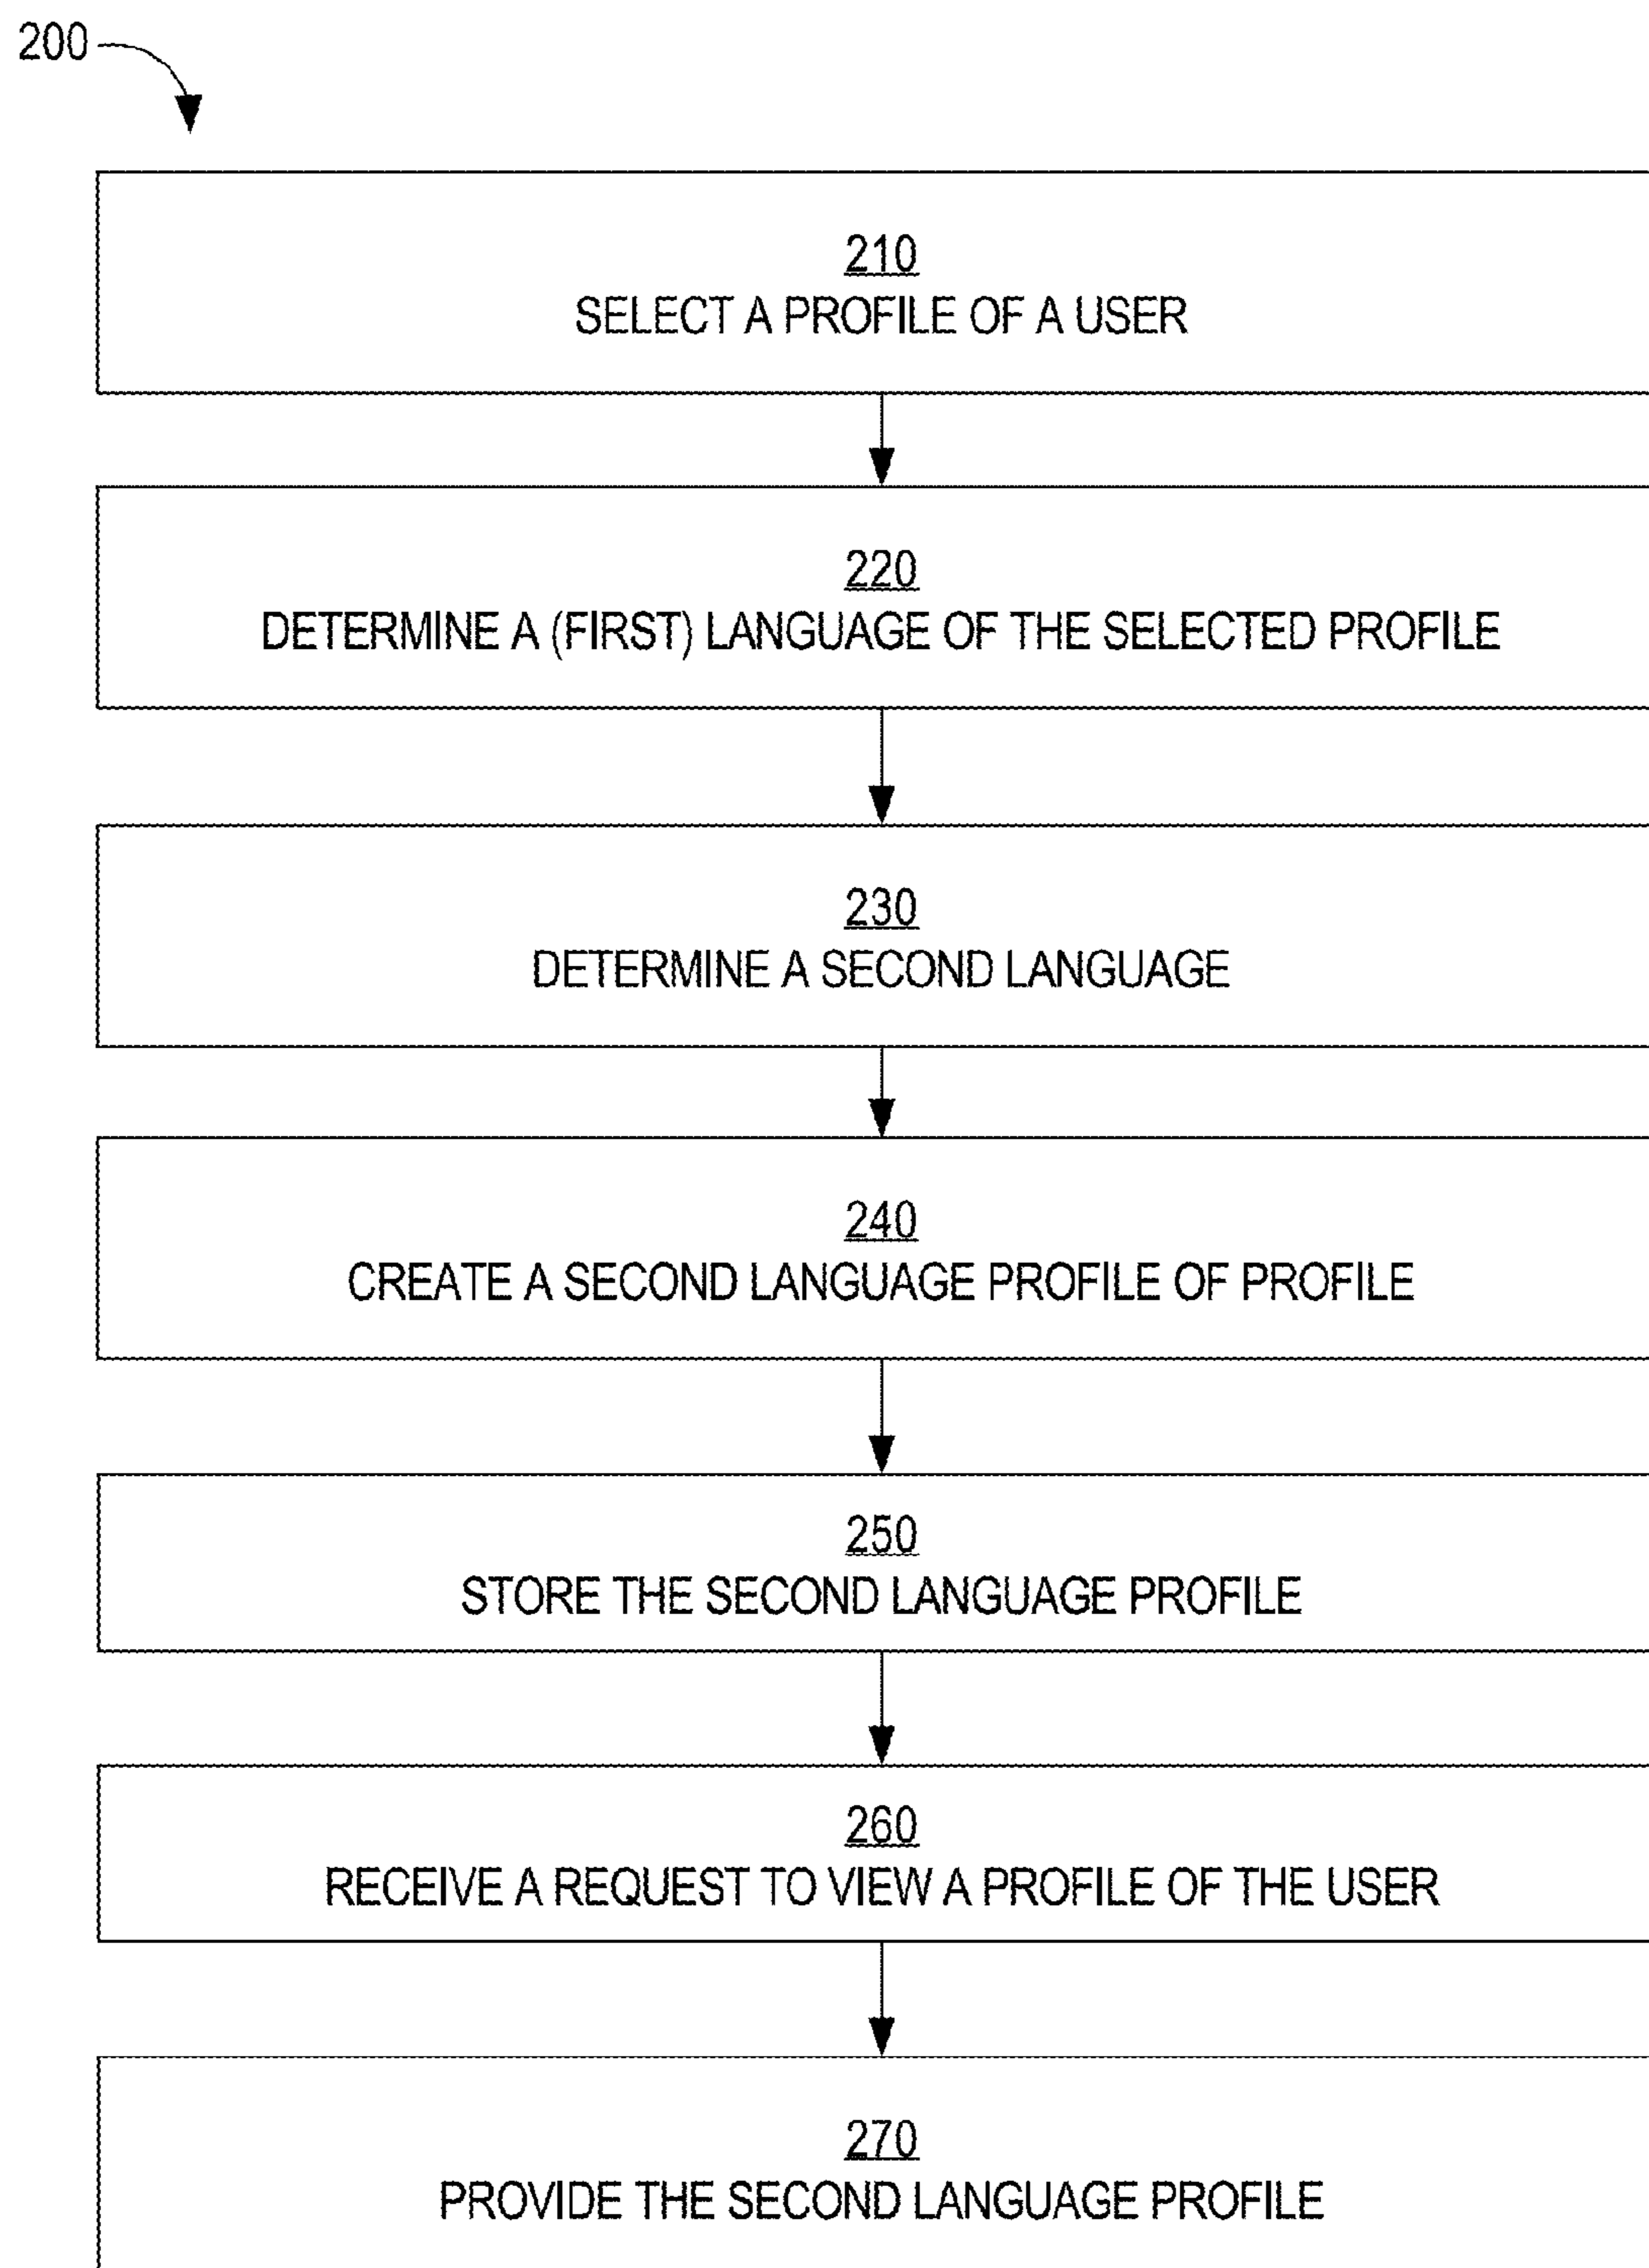 200
210
SELECT A PROFILE OF A USER
220
DETERMINE A (FIRST) LANGUAGE OF THE SELECTED PROFILE
230
DETERMINE A SECOND LANGUAGE
240
CREATE A SECOND LANGUAGE PROFILE OF PROFILE
250
STORE THE SECOND LANGUAGE PROFILE
260
RECEIVE A REQUEST TO VIEW A PROFILE OF THE USER
270
PROVIDE THE SECOND LANGUAGE PROFILE